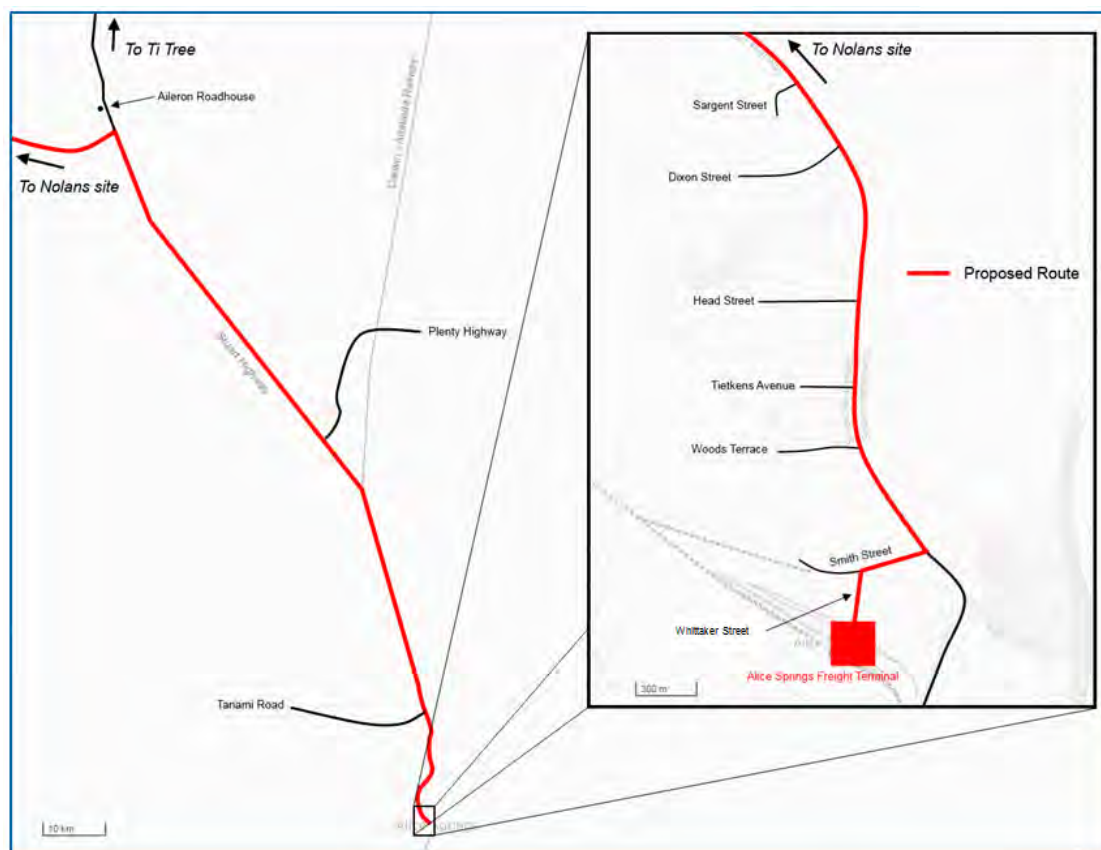 To Ti Tree
Aileron Roadhouse
To Nolans site
Stuart Highway
Plenty Highway
Tanami Road
10 km
To Nolans site
Sargent Street
Dixon Street
Head Street
Proposed Route
Tietkens Avenue
Woods Terrace
Smith Street
Whittaker Street
Alice Springs Freight Terminal
300 m